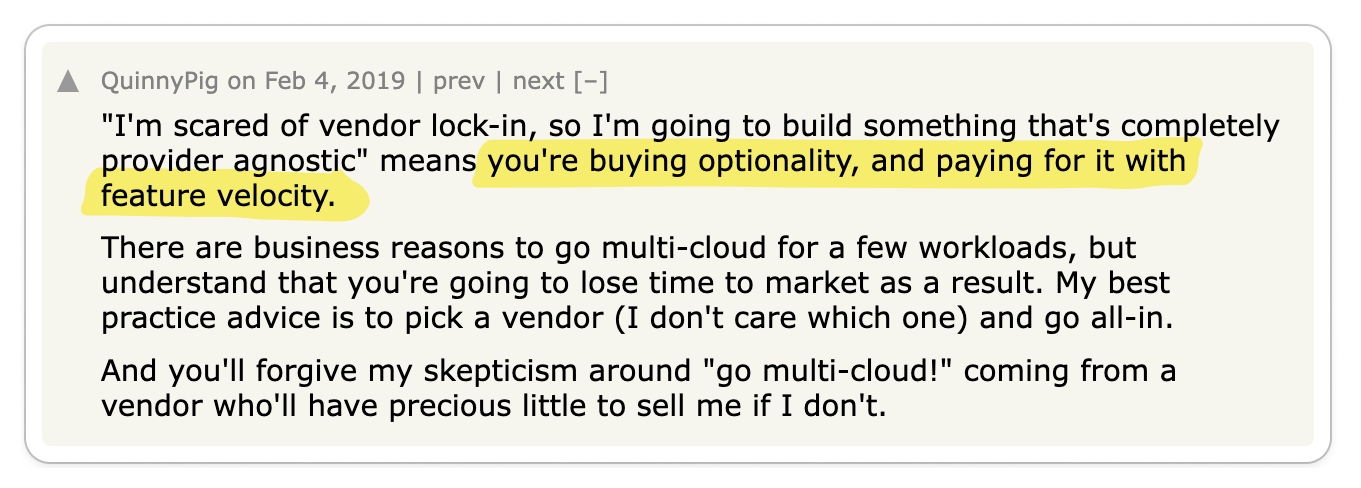 ▲ QuinnyPig on Feb 4, 2019 | prev | next [–]
"I'm scared of vendor lock-in, so I'm going to build something that's completely
provider agnostic" means you're buying optionality, and paying for it with
feature velocity.
There are business reasons to go multi-cloud for a few workloads, but
understand that you're going to lose time to market as a result. My best
practice advice is to pick a vendor (I don't care which one) and go all-in.
And you'll forgive my skepticism around "go multi-cloud!" coming from a
vendor who'll have precious little to sell me if I don't.